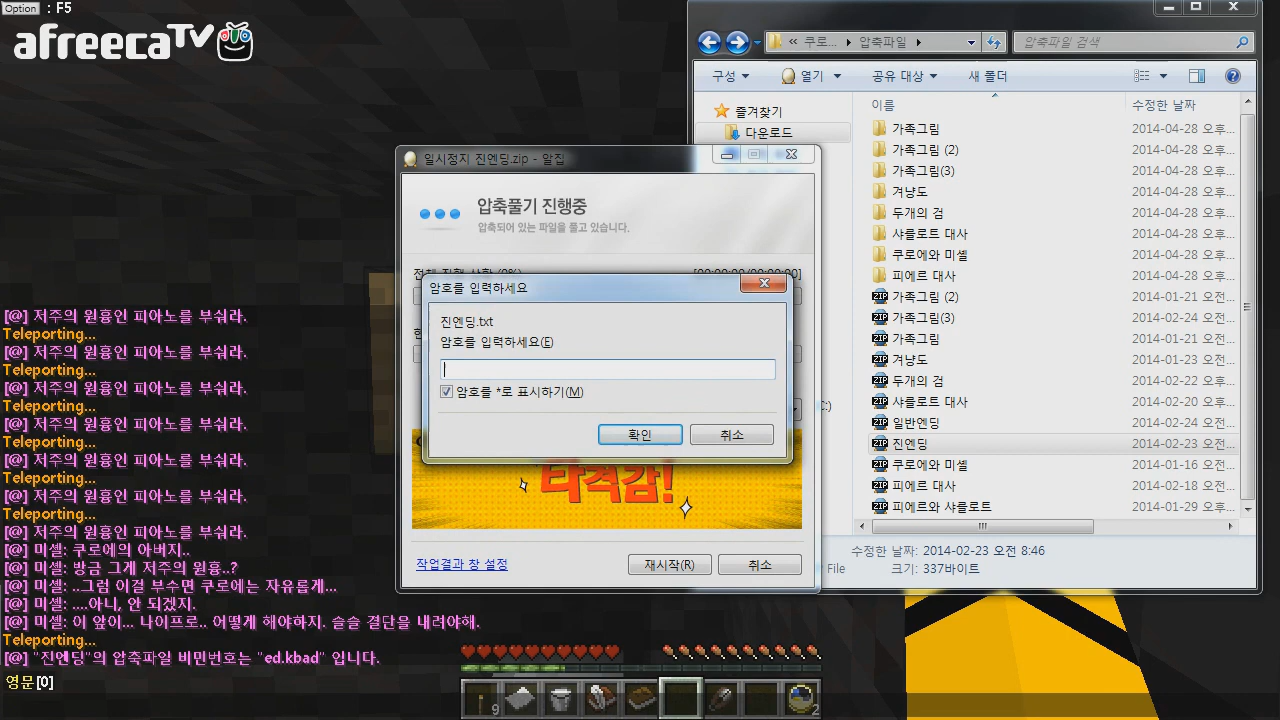 Option : F5
afreecaTV
쿠로... 압축파일
압축파일 검색
구성
열기
공유 대상
새 폴더
즐겨찾기
다운로드
이름 수정한 날짜
가족그림 2014-04-28 오후...
가족그림 (2) 2014-04-28 오후...
가족그림(3) 2014-04-28 오후...
겨냥도 2014-04-28 오후...
두개의 검 2014-04-28 오후...
샤를로트 대사 2014-04-28 오후...
쿠로에와 미셸 2014-04-28 오후...
피에르 대사 2014-04-28 오후...
ZIP 가족그림 (2) 2014-01-21 오전...
ZIP 가족그림(3) 2014-02-24 오전...
ZIP 가족그림 2014-01-21 오전...
ZIP 겨냥도 2014-01-23 오전...
ZIP 두개의 검 2014-02-22 오후...
ZIP 샤를로트 대사 2014-02-20 오후...
ZIP 일반엔딩 2014-02-23 오전...
ZIP 진엔딩 2014-02-23 오전...
ZIP 쿠로에와 미셸 2014-01-16 오전...
ZIP 피에르 대사 2014-02-18 오전...
ZIP 피에르와 샤를로트 2014-01-29 오전...
수정한 날짜: 2014-02-23 오전 8:46
File
크기: 337바이트
일시정지 진엔딩.zip - 알집
압축풀기 진행중
압축되어 있는 파일을 풀고 있습니다.
암호를 입력하세요
진엔딩.txt
암호를 입력하세요(E)
암호를 *로 표시하기(M)
확인
취소
타격감!
작업결과 창 설정
재시작(R)
취소
[@] 저주의 원흉인 피아노를 부숴라.
Teleporting...
[@] 저주의 원흉인 피아노를 부숴라.
Teleporting...
[@] 저주의 원흉인 피아노를 부숴라.
Teleporting...
[@] 저주의 원흉인 피아노를 부숴라.
Teleporting...
[@] 저주의 원흉인 피아노를 부숴라.
Teleporting...
[@] 저주의 원흉인 피아노를 부숴라.
Teleporting...
[@] 저주의 원흉인 피아노를 부숴라.
[@] 미셸: 쿠로에의 아버지..
[@] 미셸: 방금 그게 저주의 원흉..?
[@] 미셸: ..그럼 이걸 부수면 쿠로에는 자유롭게...
[@] 미셸: ....아니, 안 되겠지.
[@] 미셸: 이 앞이... 나이프로.. 어떻게 해야하지. 슬슬 결단을 내려야해.
Teleporting...
[@] "진엔딩"의 압축파일 비밀번호는 "ed.kbad" 입니다.
영문[0]
9
2